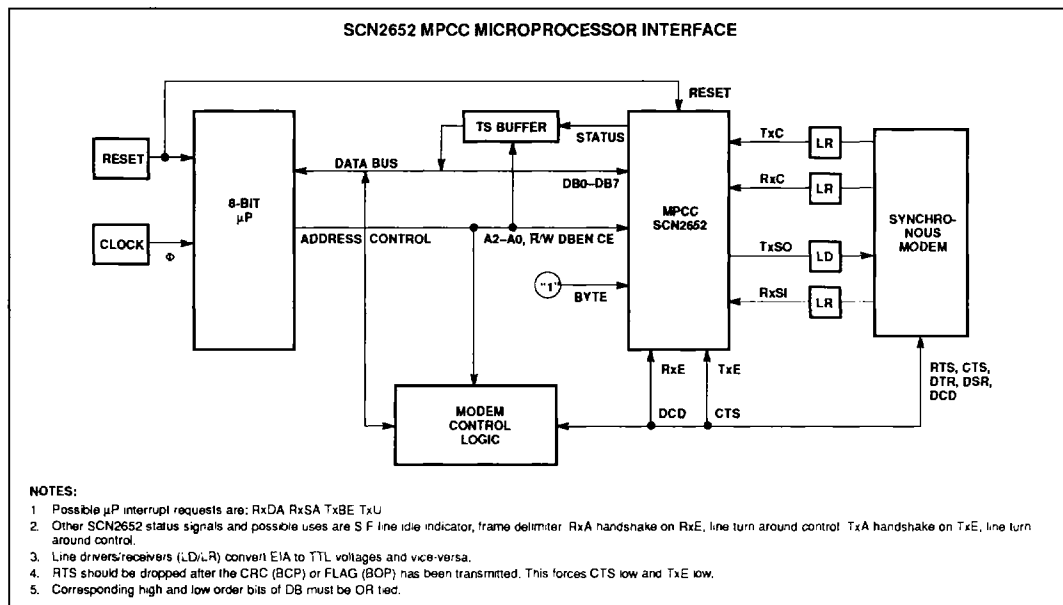 SCN2652 MPCC MICROPROCESSOR INTERFACE
RESET
TS BUFFER
STATUS
TxC
LR
RESET
DATA BUS
DB0–DB7
RxC
LR
8-BIT
µP
MPCC
SCN2652
SYNCHRO-
NOUS
MODEM
CLOCK
Φ
ADDRESS CONTROL
A2–A0, R̅/W DBEN CE
TxSO
LD
"1"
BYTE
RxSI
LR
RxE
TxE
RTS, CTS,
DTR, DSR,
DCD
MODEM
CONTROL
LOGIC
DCD
CTS
NOTES:
1 Possible µP interrupt requests are: RxDA RxSA TxBE TxU
2. Other SCN2652 status signals and possible uses are S F line idle indicator, frame delimiter RxA handshake on RxE, line turn around control TxA handshake on TxE, line turn
around control.
3. Line drivers/receivers (LD/LR) convert EIA to TTL voltages and vice-versa.
4. RTS should be dropped after the CRC (BCP) or FLAG (BOP) has been transmitted. This forces CTS low and TxE low.
5. Corresponding high and low order bits of DB must be OR tied.